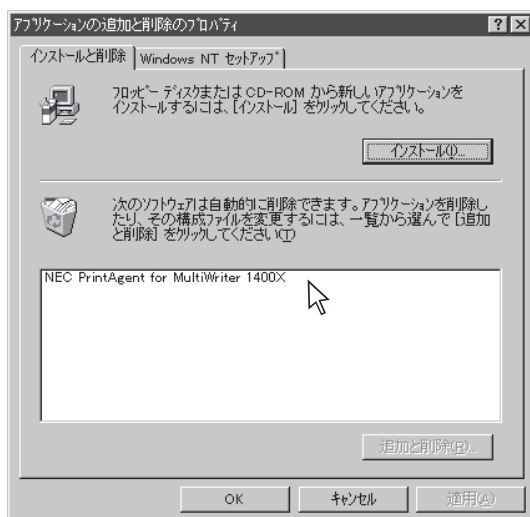 アプリケーションの追加と削除のプロパティ
? ×
インストールと削除 Windows NT セットアップ
フロッピー ディスクまたは CD-ROM から新しいアプリケーションを
インストールするには、[インストール] をクリックしてください。
インストール(I)...
次のソフトウェアは自動的に削除できます。アプリケーションを削除し
たり、その構成ファイルを変更するには、一覧から選んで [追加
と削除] をクリックしてください(T)
NEC PrintAgent for MultiWriter 1400X
追加と削除(R)...
OK キャンセル 適用(A)